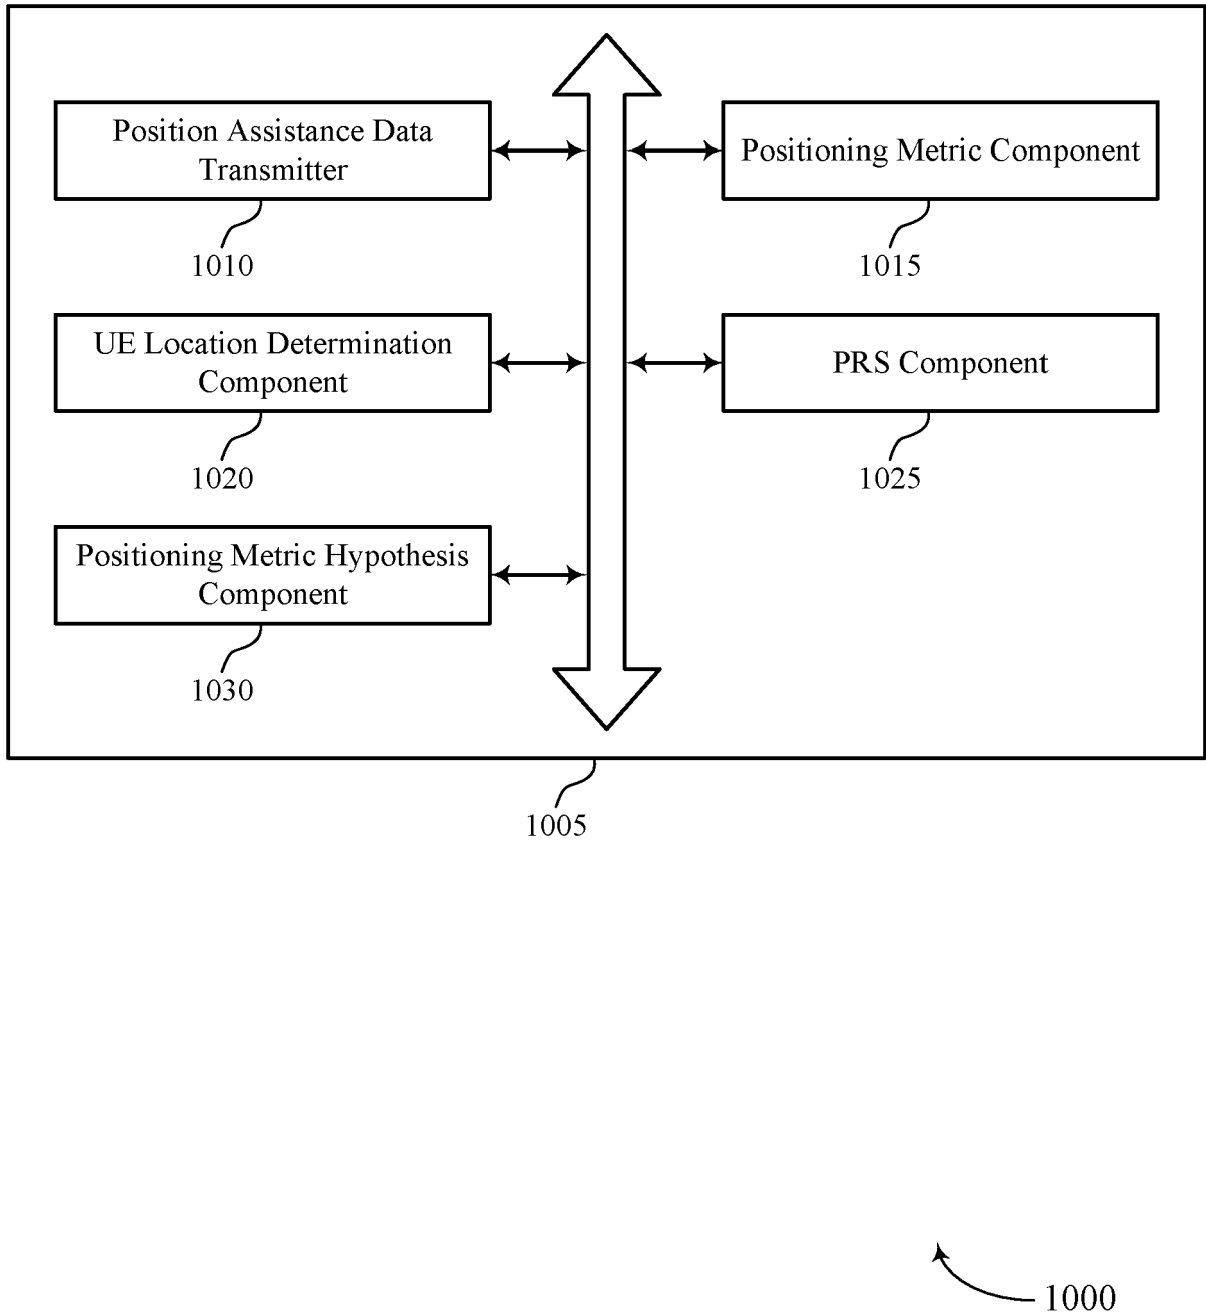 Position Assistance Data
Transmitter
1010
Positioning Metric Component
1015
UE Location Determination
Component
1020
PRS Component
1025
Positioning Metric Hypothesis
Component
1030
1005
1000